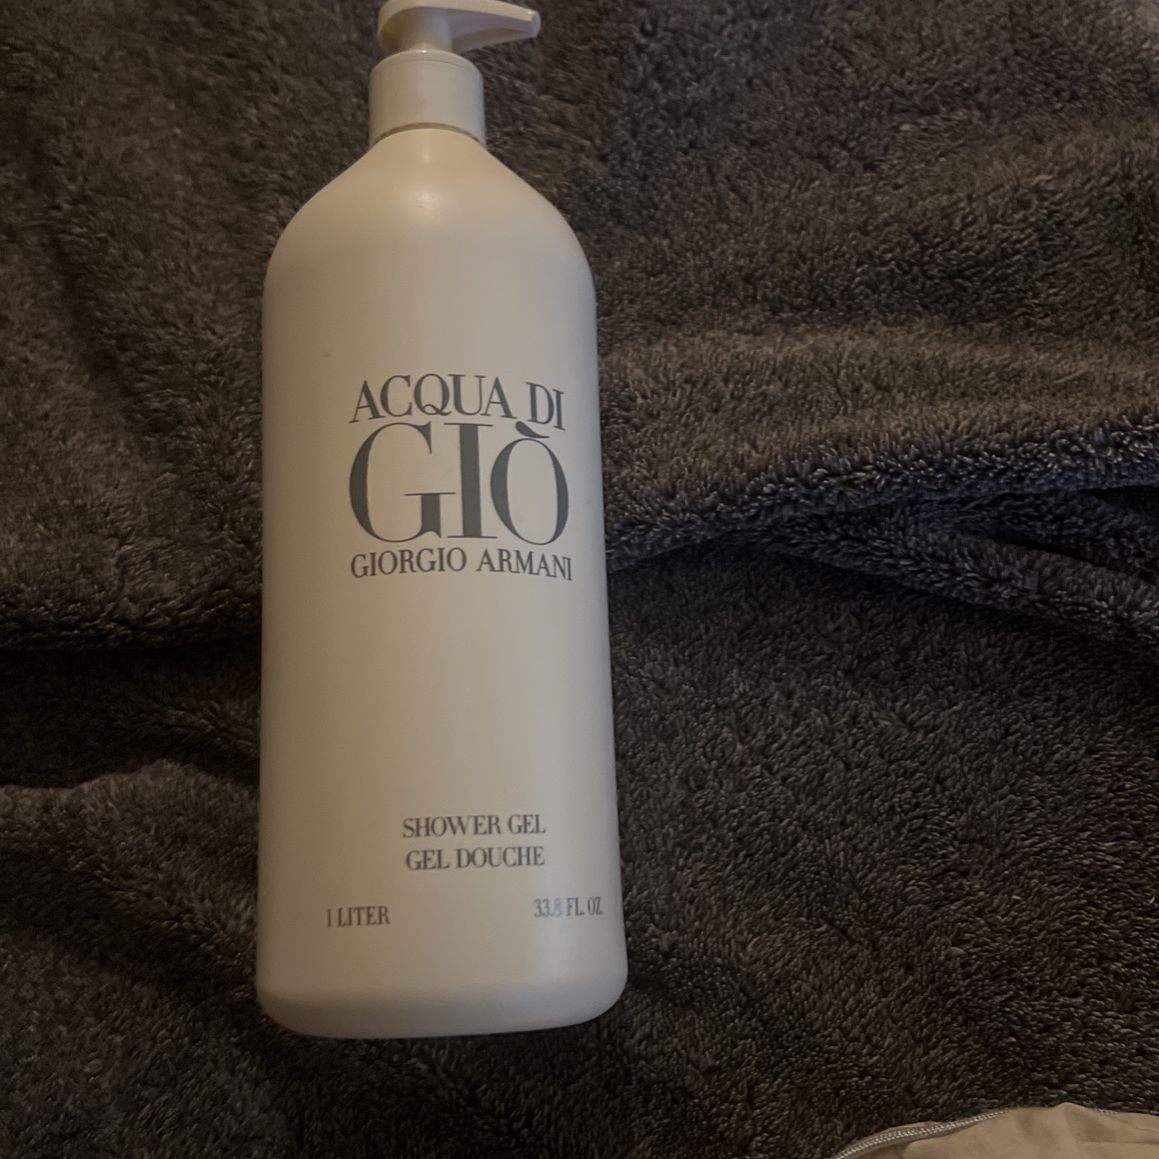 ACQUA DI
GIÒ
GIORGIO ARMANI
SHOWER GEL
GEL DOUCHE
1 LITER 33.8 FL. OZ.